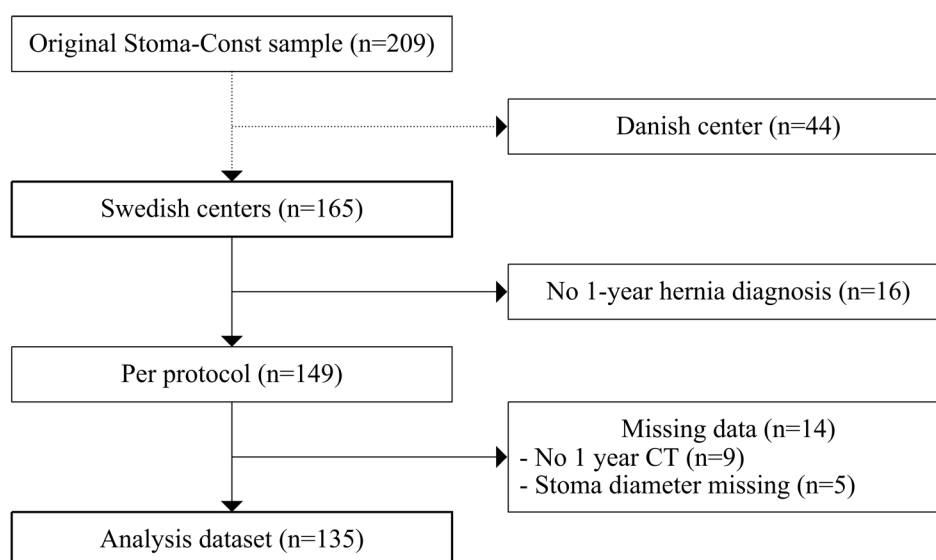 Original Stoma-Const sample (n=209)
Danish center (n=44)
Swedish centers (n=165)
No 1-year hernia diagnosis (n=16)
Per protocol (n=149)
Missing data (n=14)
- No 1 year CT (n=9)
- Stoma diameter missing (n=5)
Analysis dataset (n=135)